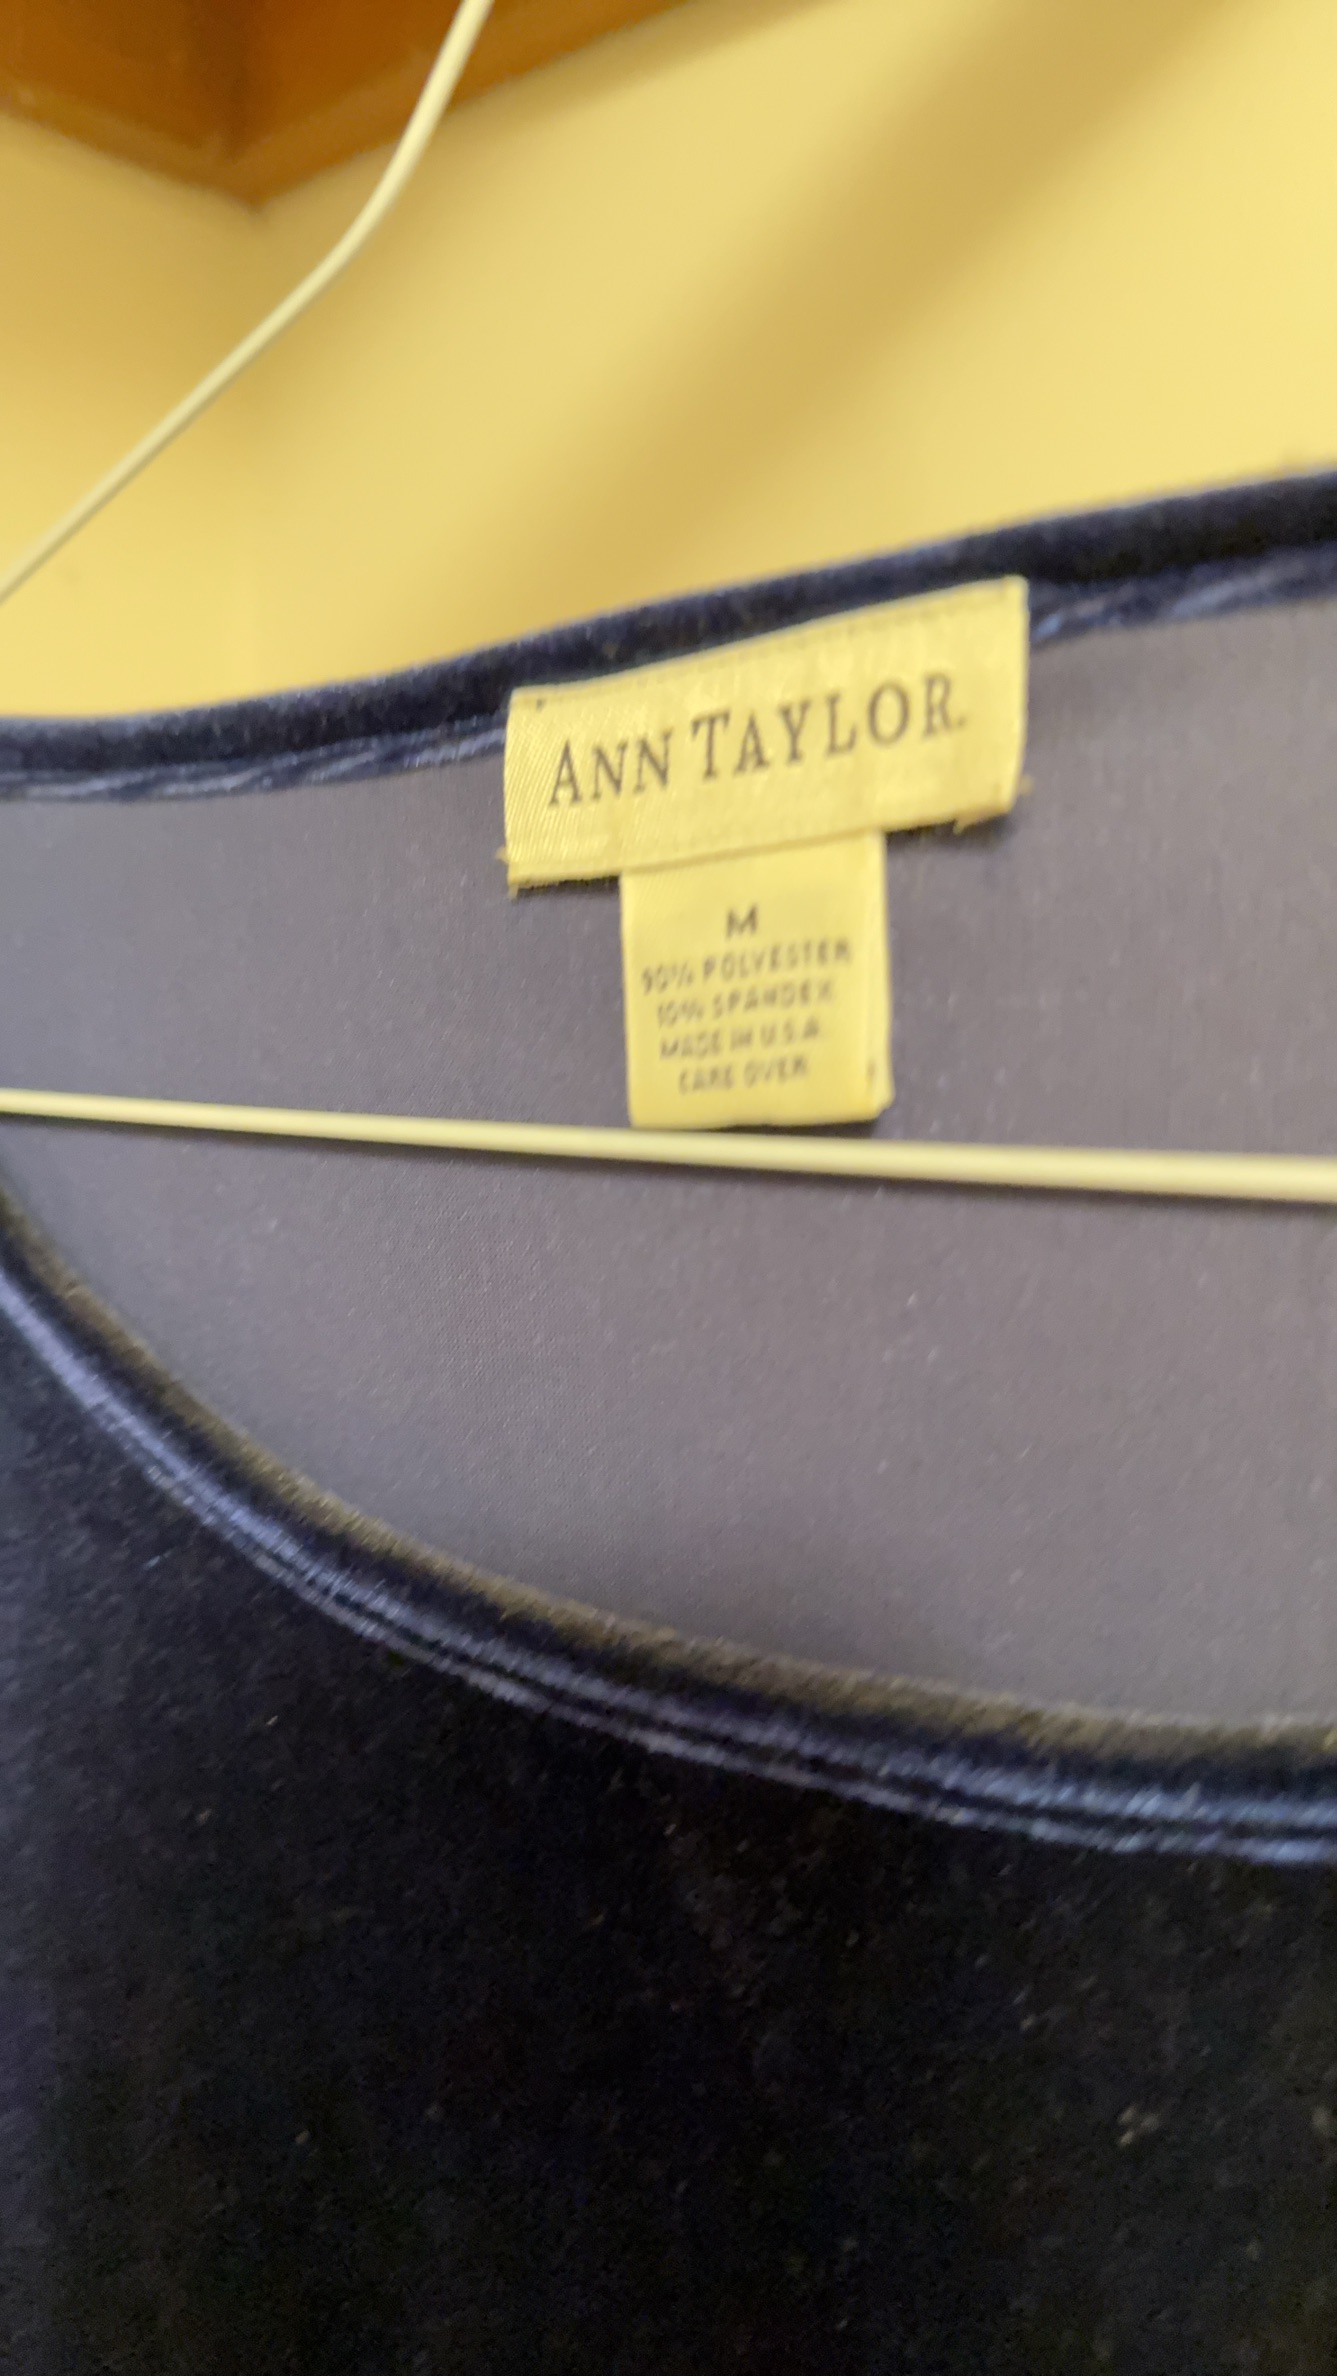 ANN TAYLOR
M
90% POLYESTER
10% SPANDEX
MADE IN U.S.A.
CARE OVER